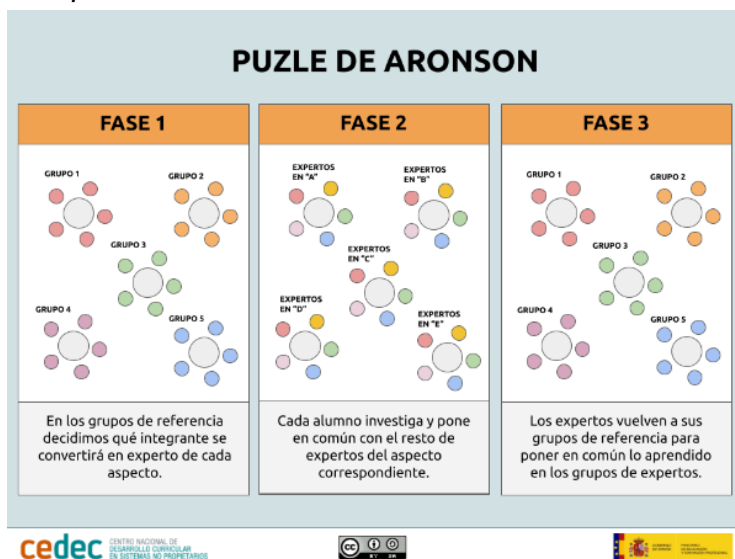 PUZLE DE ARONSON
FASE 1
GRUPO 1
GRUPO 2
GRUPO 3
GRUPO 4
GRUPO 5
En los grupos de referencia
decidimos qué integrante se
convertirá en experto de cada
aspecto.
FASE 2
EXPERTOS
EN "A"
EXPERTOS
EN "B"
EXPERTOS
EN "C"
EXPERTOS
EN "D"
EXPERTOS
EN "E"
Cada alumno investiga y pone
en común con el resto de
expertos del aspecto
correspondiente.
FASE 3
GRUPO 1
GRUPO 2
GRUPO 3
GRUPO 4
GRUPO 5
Los expertos vuelven a sus
grupos de referencia para
poner en común lo aprendido
en los grupos de expertos.
cedec
CENTRO NACIONAL DE
DESARROLLO CURRICULAR
EN SISTEMAS NO PROPIETARIOS
cc
BY SA